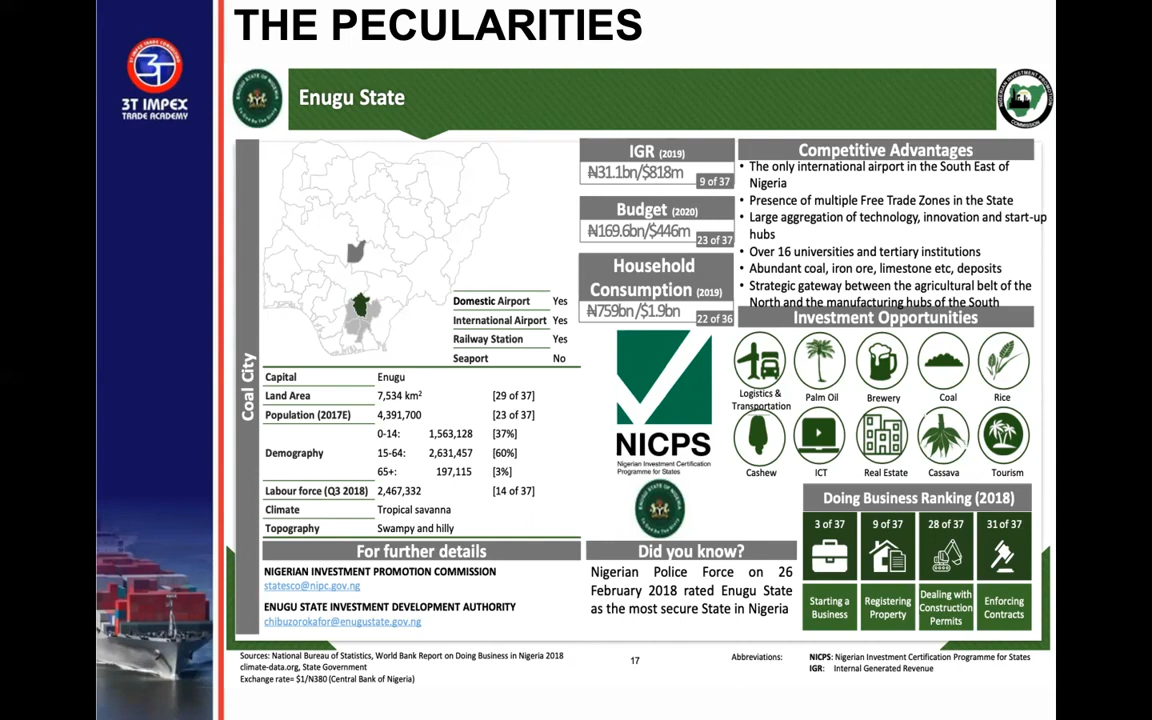 THE PECULARITIES
3T IMPEX TRADE CONSULTING
3T
3T IMPEX
TRADE ACADEMY
Enugu State
Coal City
Domestic Airport Yes
International Airport Yes
Railway Station Yes
Seaport No
Capital Enugu
Land Area 7,534 km² [29 of 37]
Population (2017E) 4,391,700 [23 of 37]
Demography
0-14: 1,563,128 [37%]
15-64: 2,631,457 [60%]
65+: 197,115 [3%]
Labour force (Q3 2018) 2,467,332 [14 of 37]
Climate Tropical savanna
Topography Swampy and hilly
For further details
NIGERIAN INVESTMENT PROMOTION COMMISSION
statesco@nipc.gov.ng
ENUGU STATE INVESTMENT DEVELOPMENT AUTHORITY
chibuzorokafor@enugustate.gov.ng
IGR (2019)
₦31.1bn/$818m
9 of 37
Budget (2020)
₦169.6bn/$446m
23 of 37
Household
Consumption (2019)
₦759bn/$1.9bn
22 of 36
NICPS
Nigerian Investment Certification
Programme for States
Did you know?
Nigerian Police Force on 26
February 2018 rated Enugu State
as the most secure State in Nigeria
Competitive Advantages
• The only international airport in the South East of
Nigeria
• Presence of multiple Free Trade Zones in the State
• Large aggregation of technology, innovation and start-up
hubs
• Over 16 universities and tertiary institutions
• Abundant coal, iron ore, limestone etc, deposits
• Strategic gateway between the agricultural belt of the
North and the manufacturing hubs of the South
Investment Opportunities
Logistics &
Transportation
Palm Oil
Brewery
Coal
Rice
Cashew
ICT
Real Estate
Cassava
Tourism
Doing Business Ranking (2018)
3 of 37
9 of 37
28 of 37
31 of 37
Starting a
Business
Registering
Property
Dealing with
Construction
Permits
Enforcing
Contracts
Sources: National Bureau of Statistics, World Bank Report on Doing Business in Nigeria 2018
climate-data.org, State Government
Exchange rate= $1/N380 (Central Bank of Nigeria)
17
Abbreviations:
NICPS: Nigerian Investment Certification Programme for States
IGR: Internal Generated Revenue